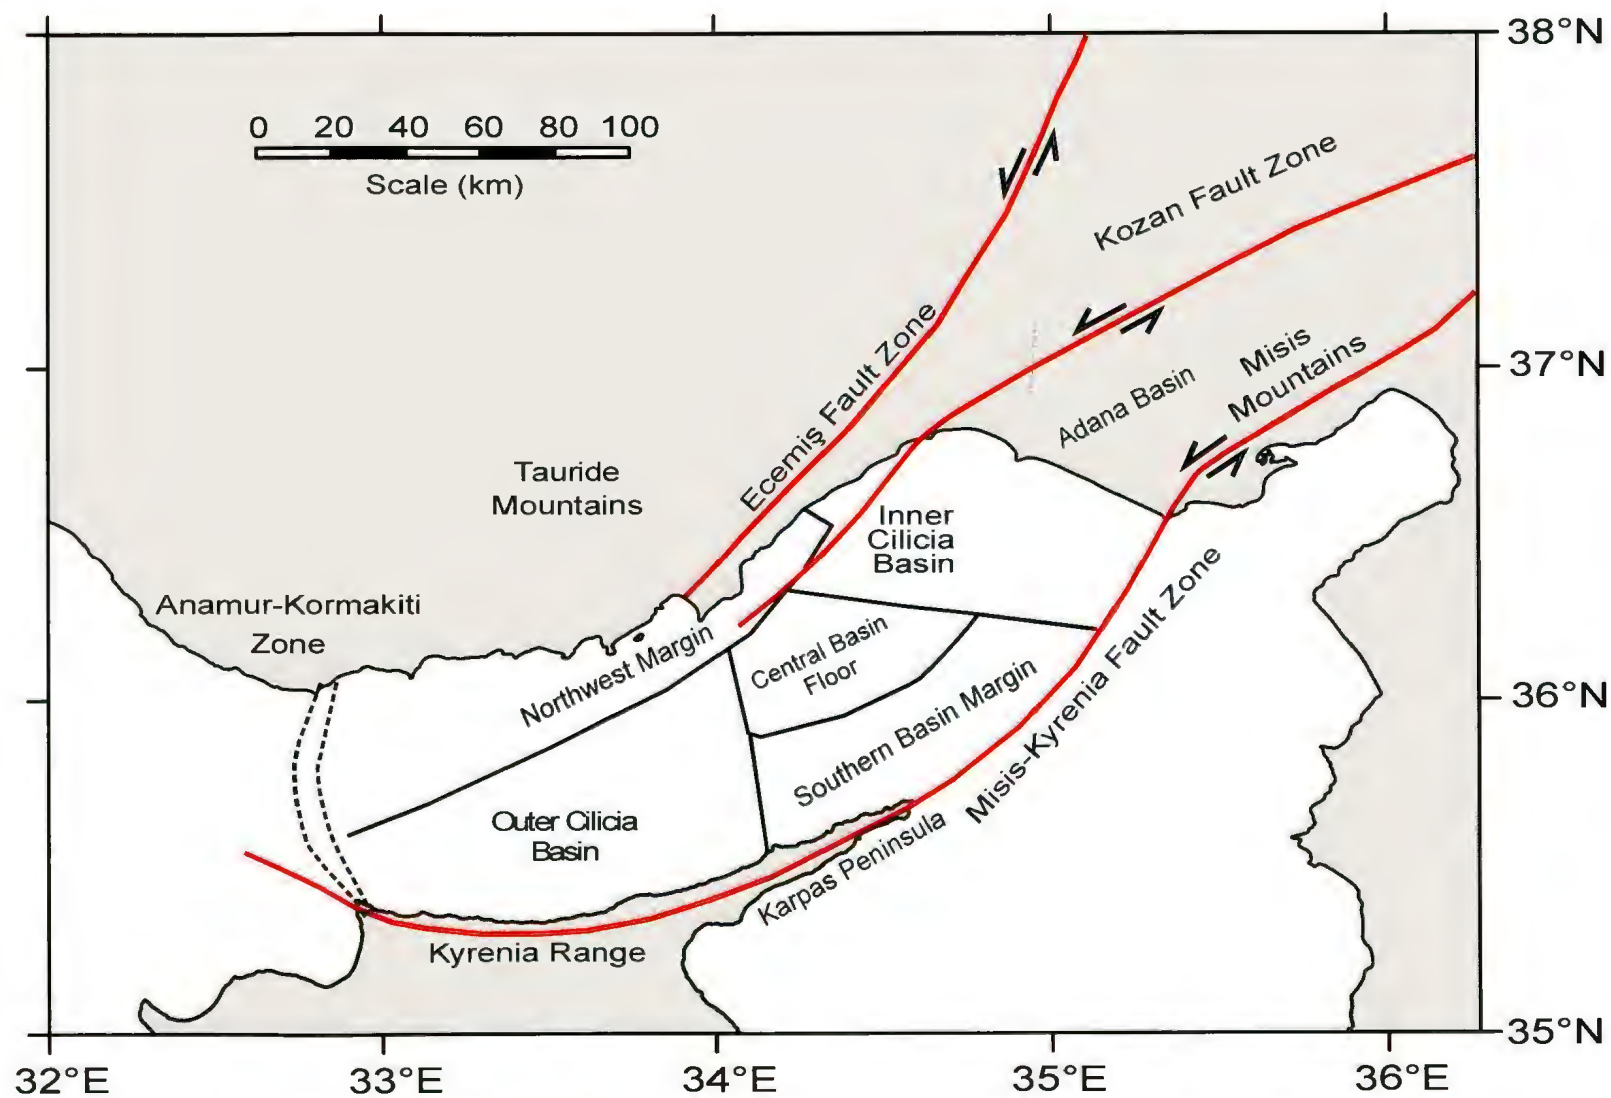 38°N
0 20 40 60 80 100
Scale (km)
Kozan Fault Zone
Ecemiş Fault Zone
Misis
Mountains
37°N
Adana Basin
Tauride
Mountains
Inner
Cilicia
Basin
Anamur-Kormakiti
Zone
Northwest Margin
Central Basin
Floor
Southern Basin Margin
Misis-Kyrenia Fault Zone
36°N
Outer Cilicia
Basin
Karpas Peninsula
Kyrenia Range
35°N
32°E 33°E 34°E 35°E 36°E